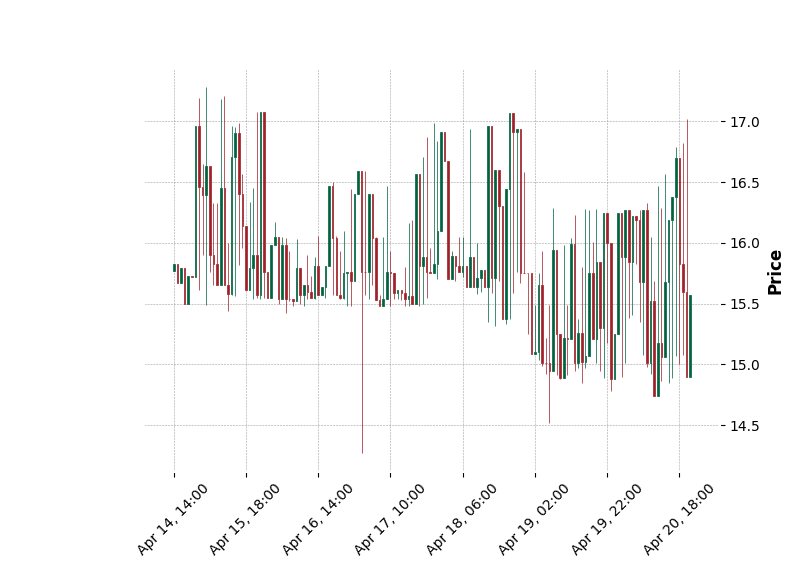 17.0
16.5
16.0
15.5
15.0
14.5
Price
Apr 14, 14:00
Apr 15, 18:00
Apr 16, 14:00
Apr 17, 10:00
Apr 18, 06:00
Apr 19, 02:00
Apr 19, 22:00
Apr 20, 18:00